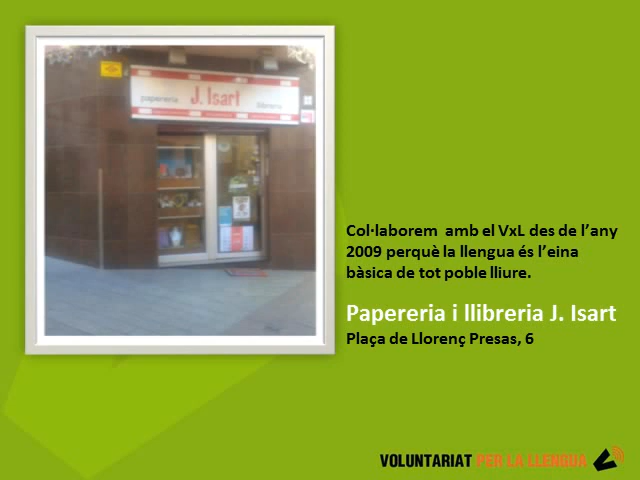 papereria J. Isart llibreria
Col·laborem amb el VxL des de l’any
2009 perquè la llengua és l’eina
bàsica de tot poble lliure.
Papereria i llibreria J. Isart
Plaça de Llorenç Presas, 6
VOLUNTARIAT PER LA LLENGUA